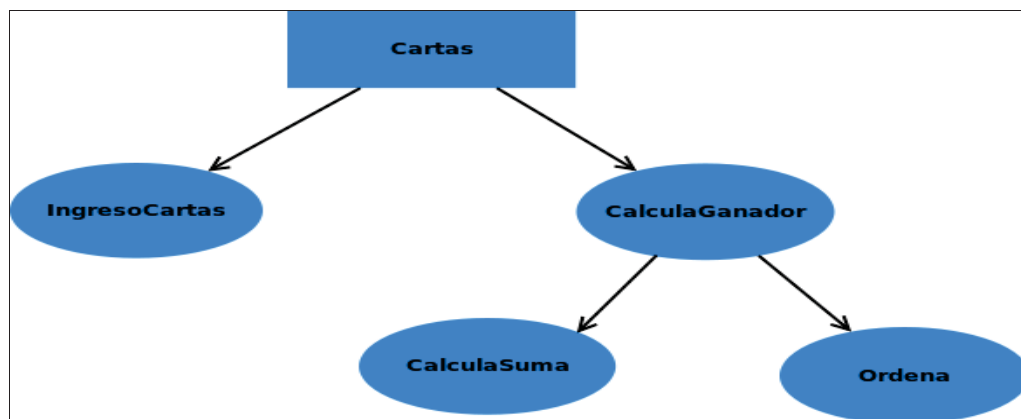 Cartas
IngresoCartas
CalculaGanador
CalculaSuma
Ordena